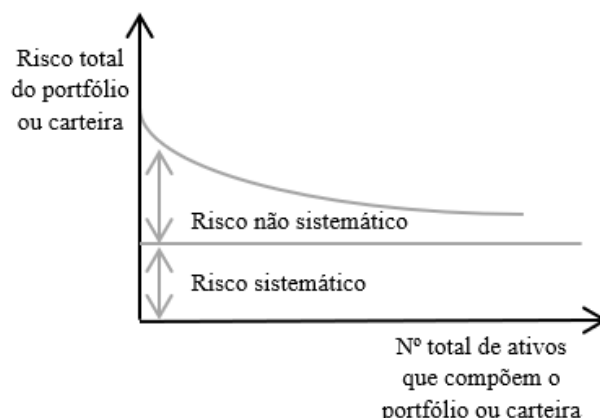 Risco total
do portfólio
ou carteira
Risco não sistemático
Risco sistemático
Nº total de ativos
que compõem o
portfólio ou carteira